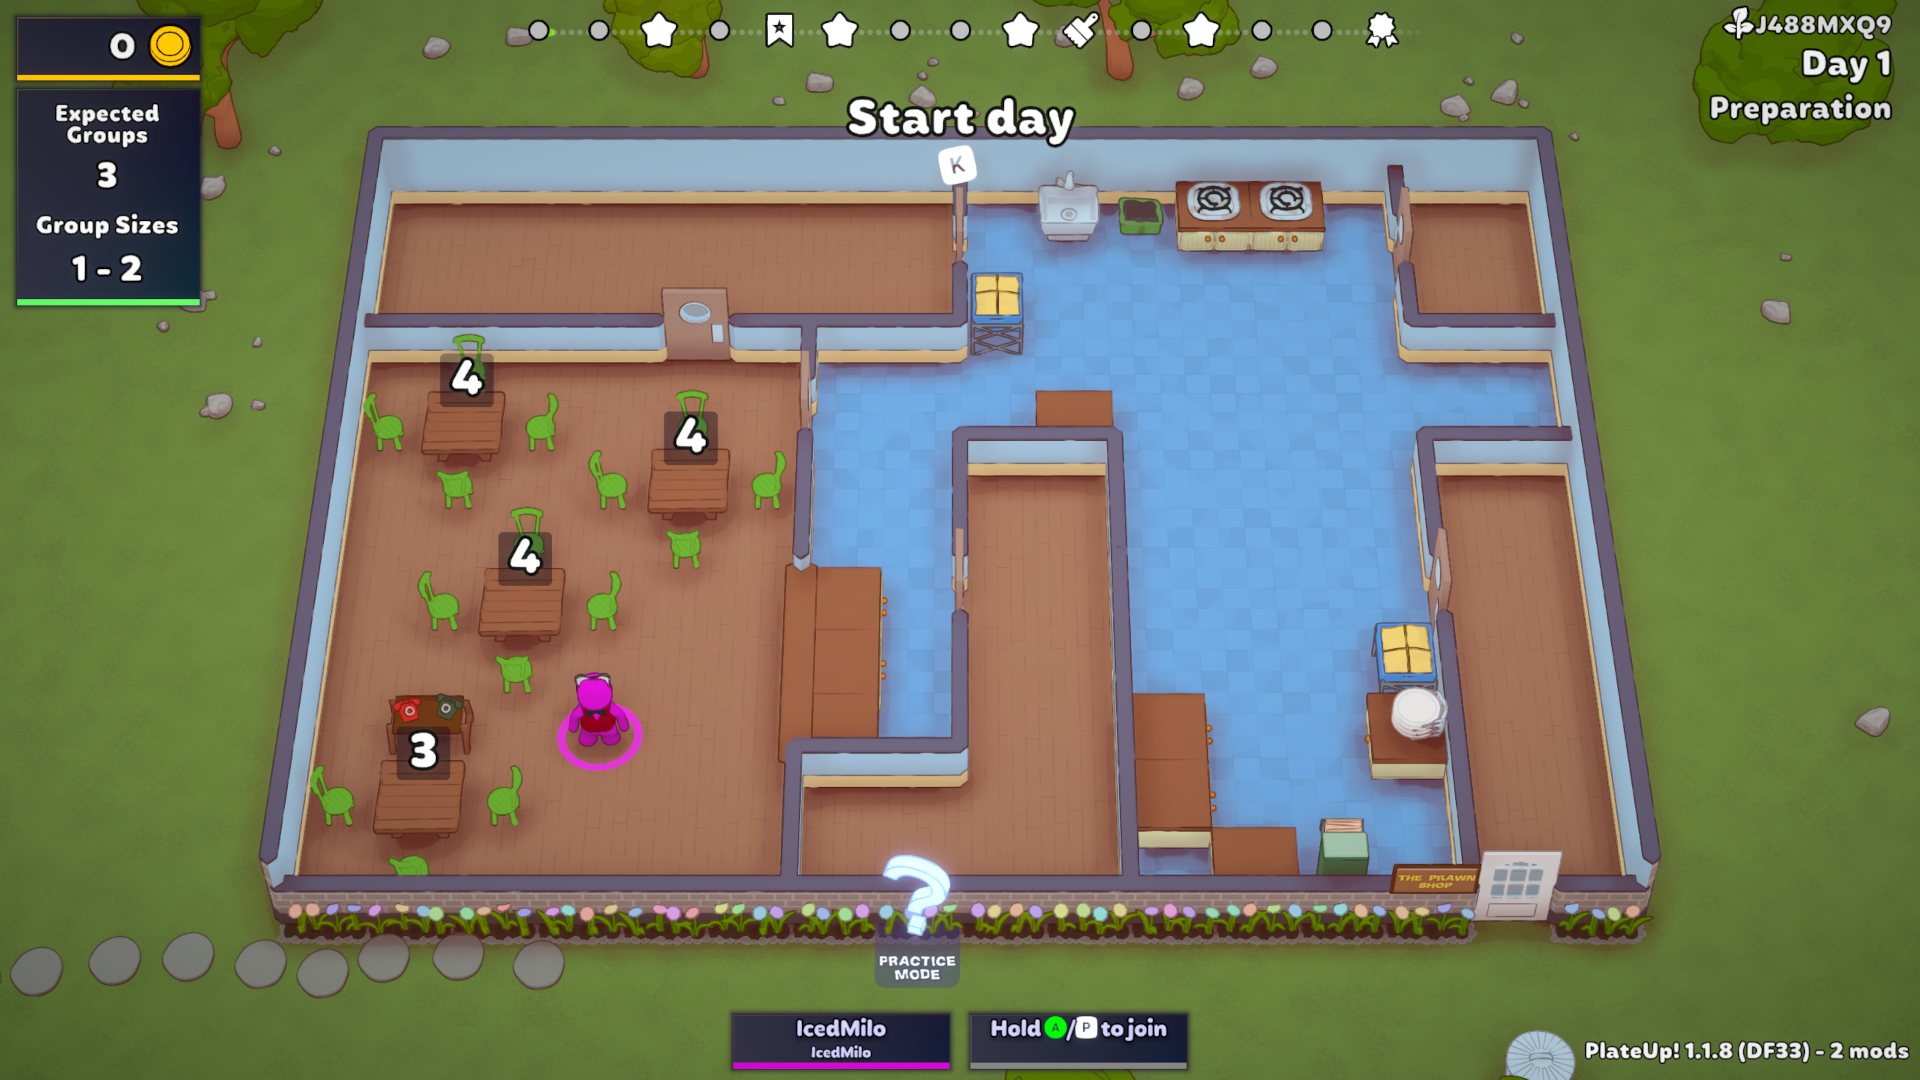 0
Expected
Groups
3
Group Sizes
1 - 2
J488MXQ9
Day 1
Preparation
Start day
K
4
4
4
3
THE PRAWN
SHOP
PRACTICE
MODE
IcedMilo
IcedMilo
Hold A/P to join
PlateUp! 1.1.8 (DF33) - 2 mods